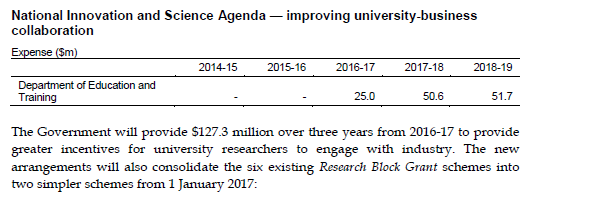 National Innovation and Science Agenda — improving university-business
collaboration
Expense ($m)
2014-15 2015-16 2016-17 2017-18 2018-19
Department of Education and
Training - - 25.0 50.6 51.7
The Government will provide $127.3 million over three years from 2016-17 to provide
greater incentives for university researchers to engage with industry. The new
arrangements will also consolidate the six existing Research Block Grant schemes into
two simpler schemes from 1 January 2017: